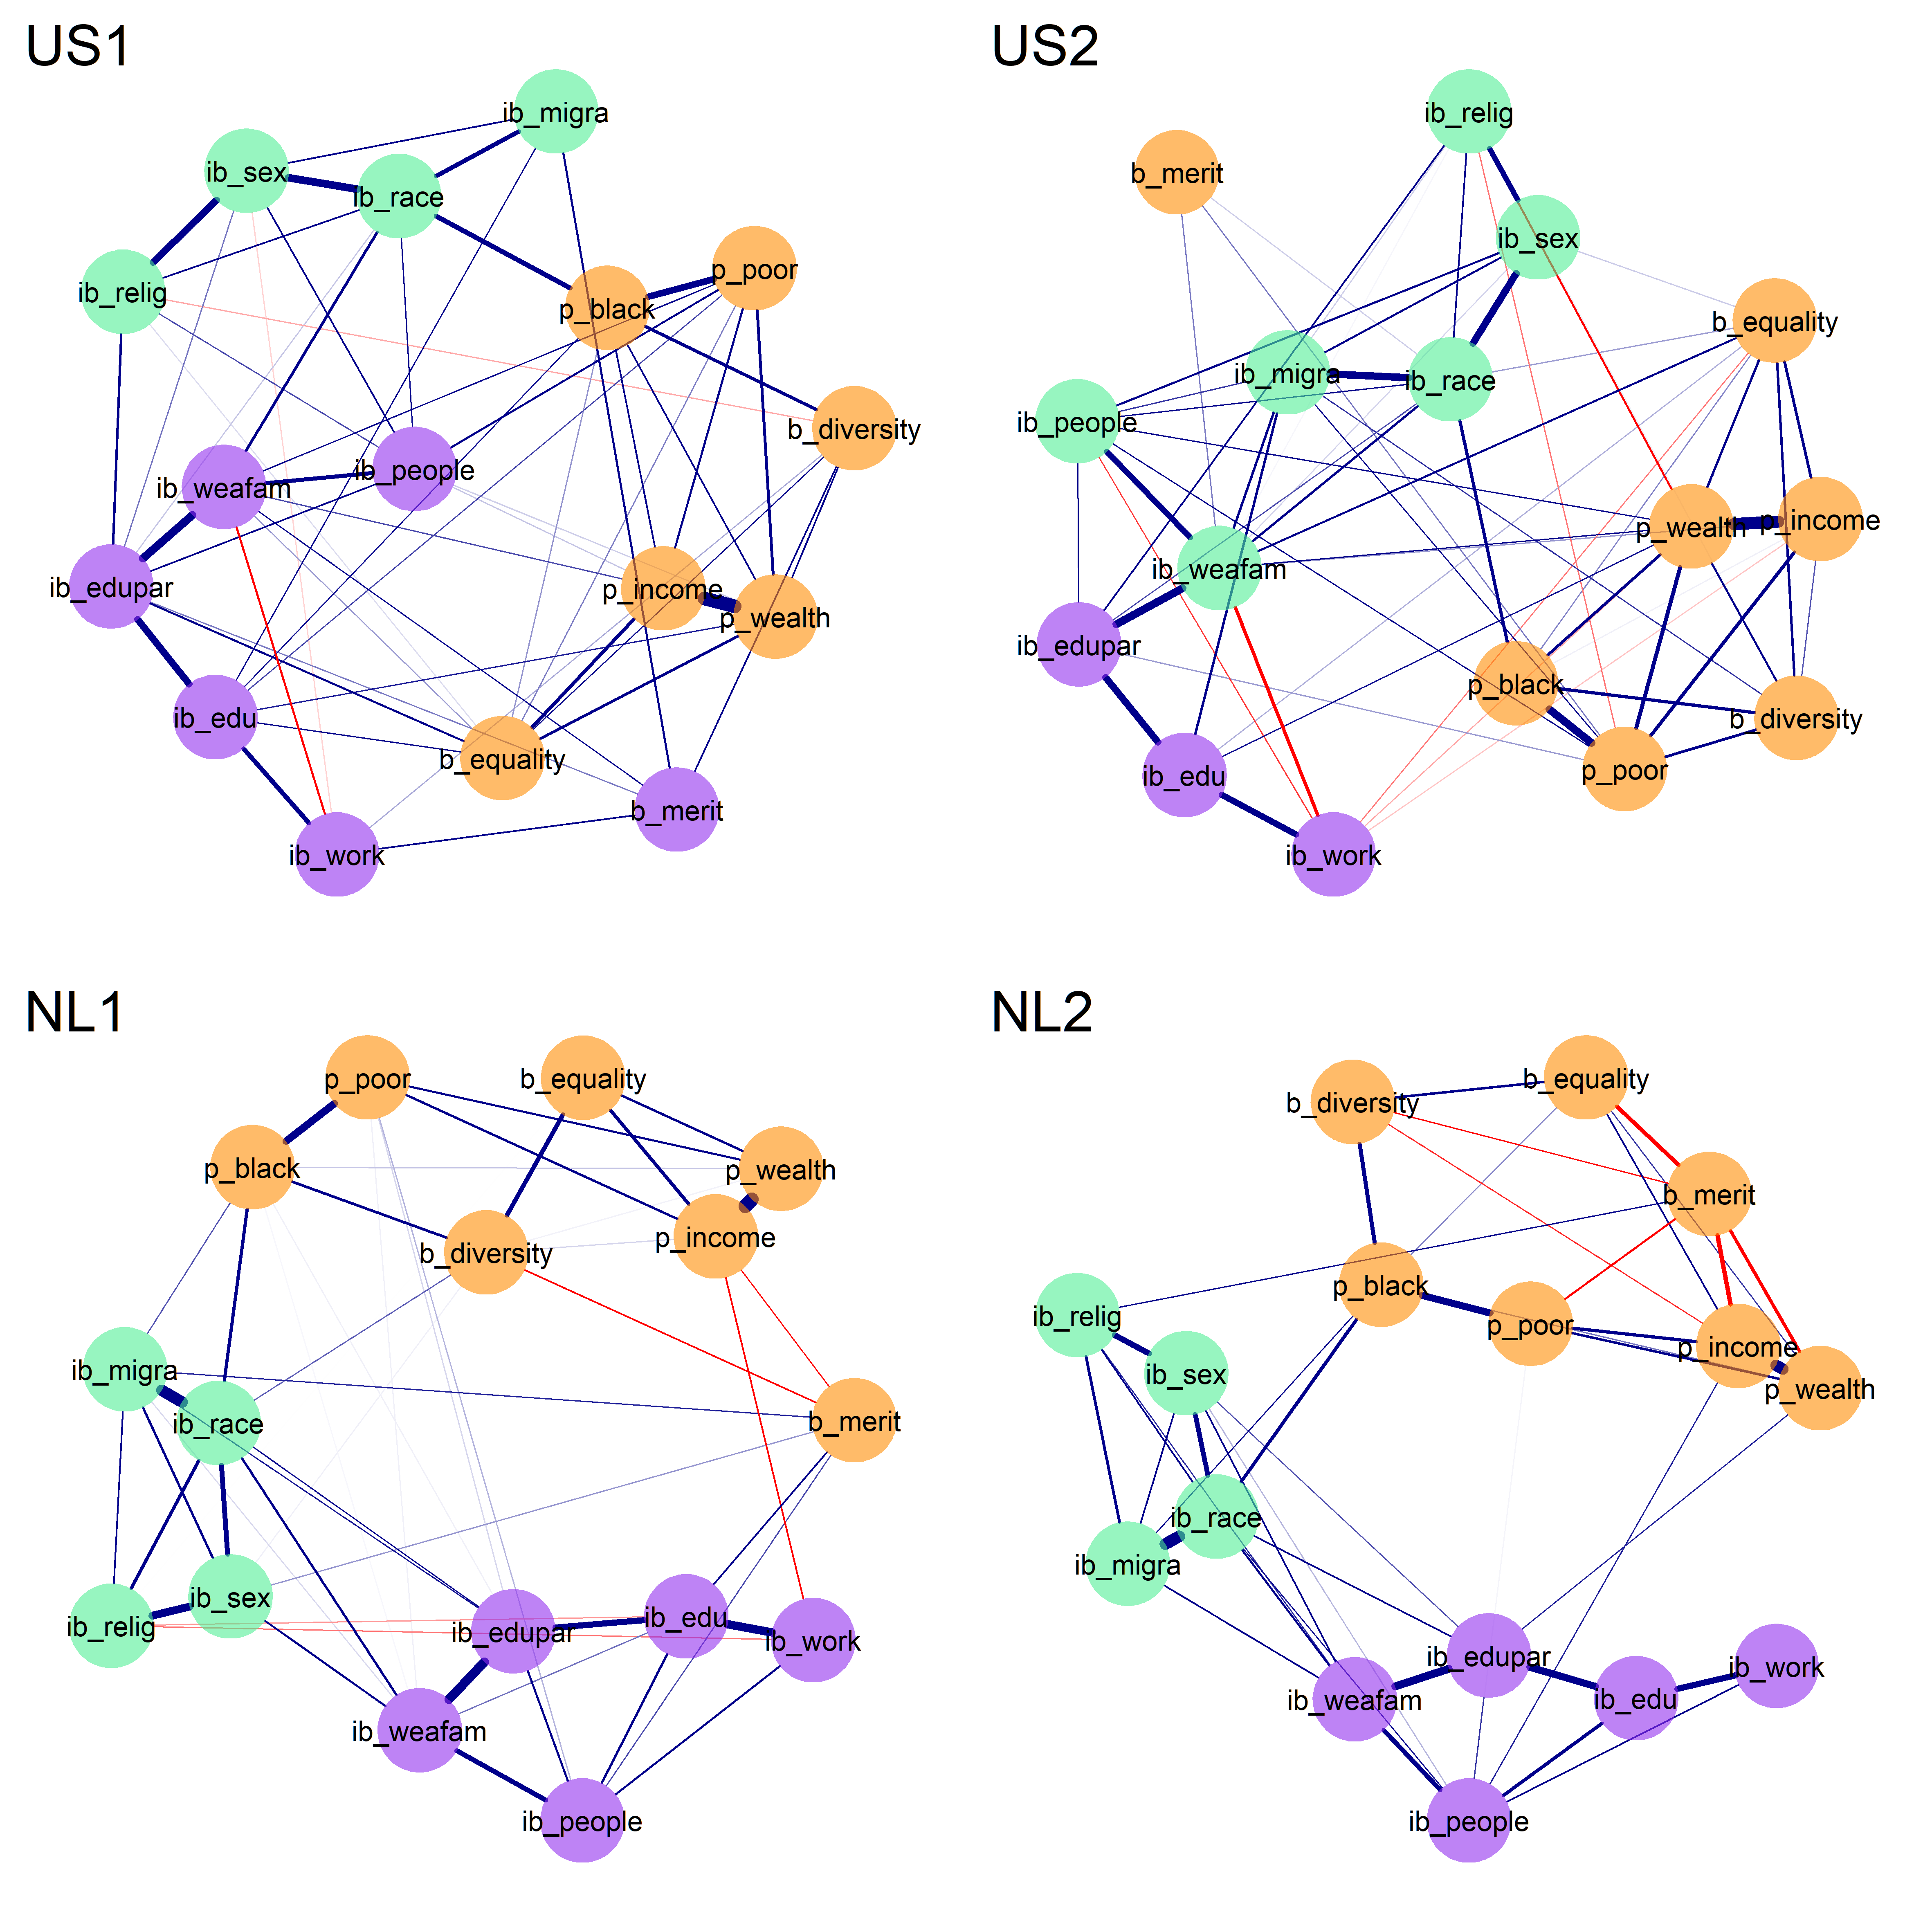 US1
ib_migra
ib_sex
ib_race
p_poor
ib_relig
p_black
b_diversity
ib_people
ib_weafam
ib_edupar
p_income
p_wealth
ib_edu
b_equality
b_merit
ib_work
US2
ib_relig
b_merit
ib_sex
b_equality
ib_migra
ib_race
ib_people
p_wealth
p_income
ib_weafam
ib_edupar
p_black
b_diversity
p_poor
ib_edu
ib_work
NL1
p_poor
b_equality
p_black
p_wealth
p_income
b_diversity
ib_migra
ib_race
b_merit
ib_sex
ib_relig
ib_edupar
ib_edu
ib_work
ib_weafam
ib_people
NL2
b_equality
b_diversity
b_merit
p_black
ib_relig
p_poor
p_income
ib_sex
p_wealth
ib_race
ib_migra
ib_edupar
ib_work
ib_weafam
ib_edu
ib_people